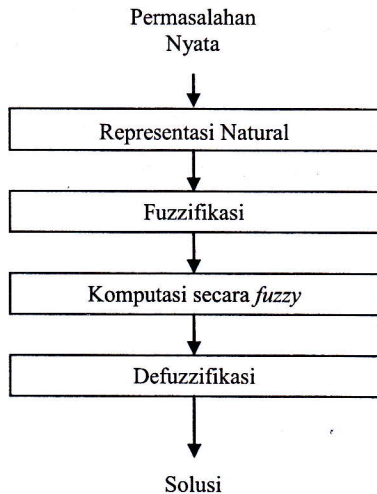 Permasalahan
Nyata
Representasi Natural
Fuzzifikasi
Komputasi secara fuzzy
Defuzzifikasi
Solusi